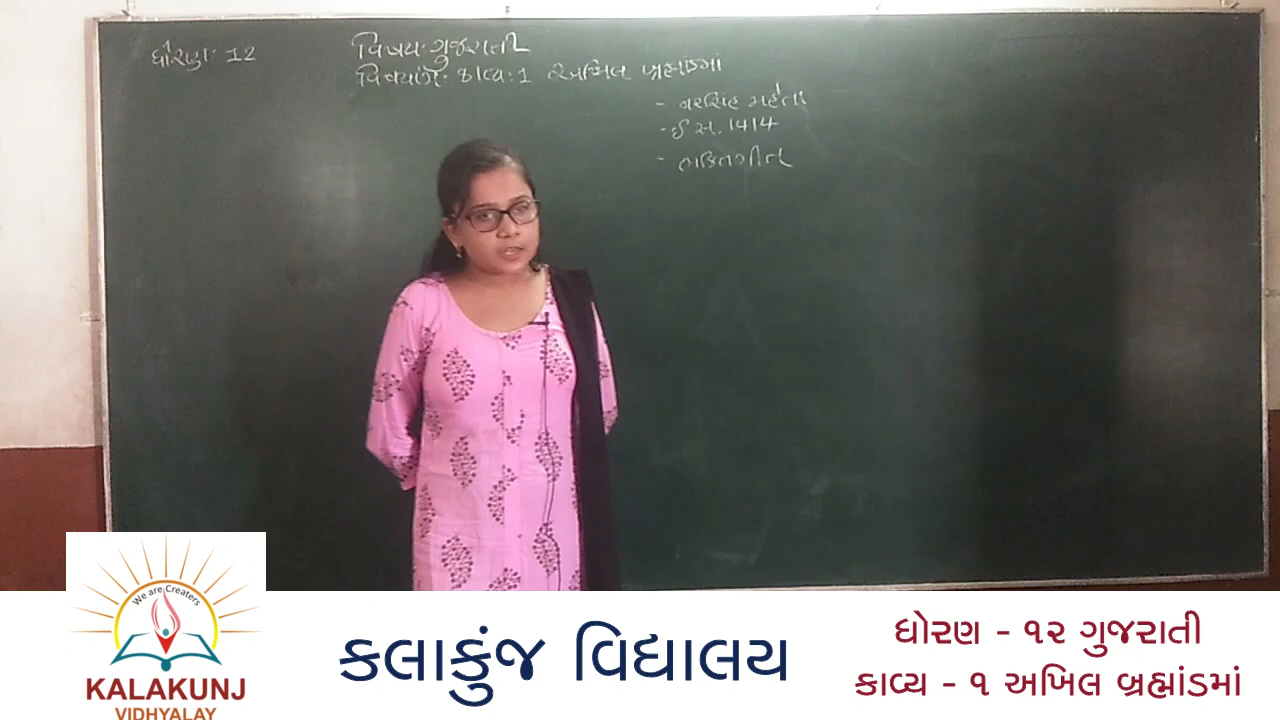 ધોરણ: 12
વિષય: ગુજરાતી
વિષયાંગ: કાવ્ય: 1 અખિલ બ્રહ્માંડમાં
- નરસિંહ મહેતા
- ઈ સ. 1414
- ભક્તિગીત
We are Creaters
KALAKUNJ
VIDHYALAY
કલાકુંજ વિદ્યાલય
ધોરણ - ૧૨ ગુજરાતી
કાવ્ય - ૧ અખિલ બ્રહ્માંડમાં